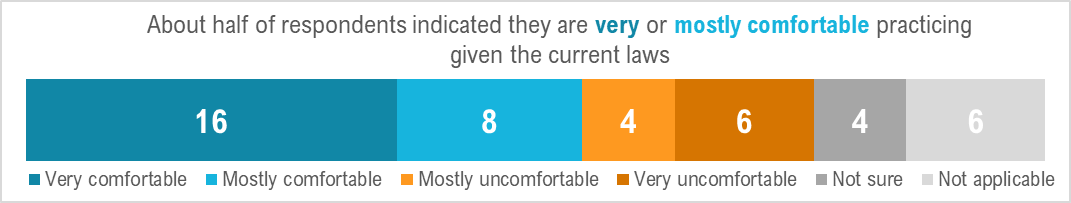 About half of respondents indicated they are very or mostly comfortable practicing
given the current laws
16 8 4 6 4 6
Very comfortable Mostly comfortable Mostly uncomfortable Very uncomfortable Not sure Not applicable